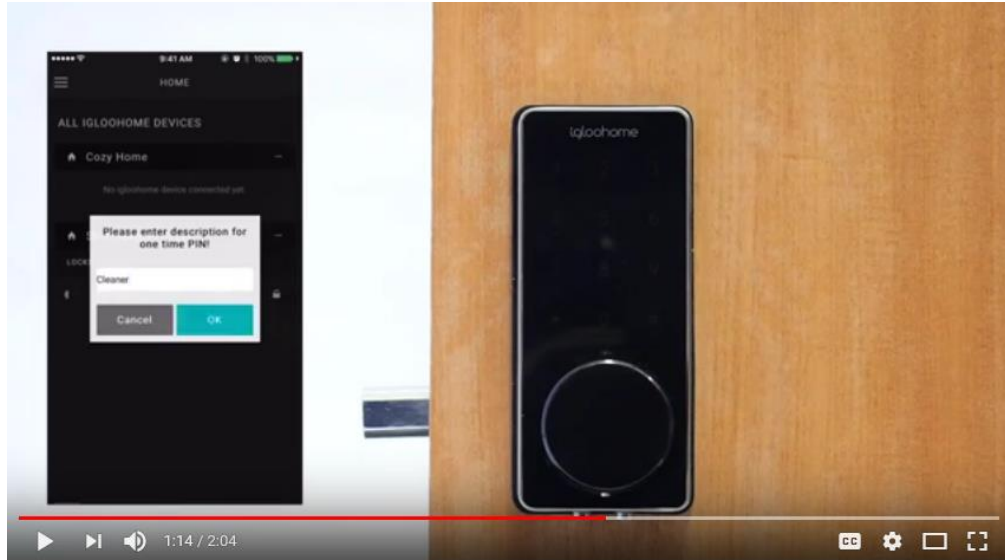 9:41 AM
100%
HOME
ALL IGLOOHOME DEVICES
Cozy Home
No igloohome device connected yet.
Please enter description for
one time PIN!
Cleaner
Cancel
OK
igloohome
1:14 / 2:04
CC